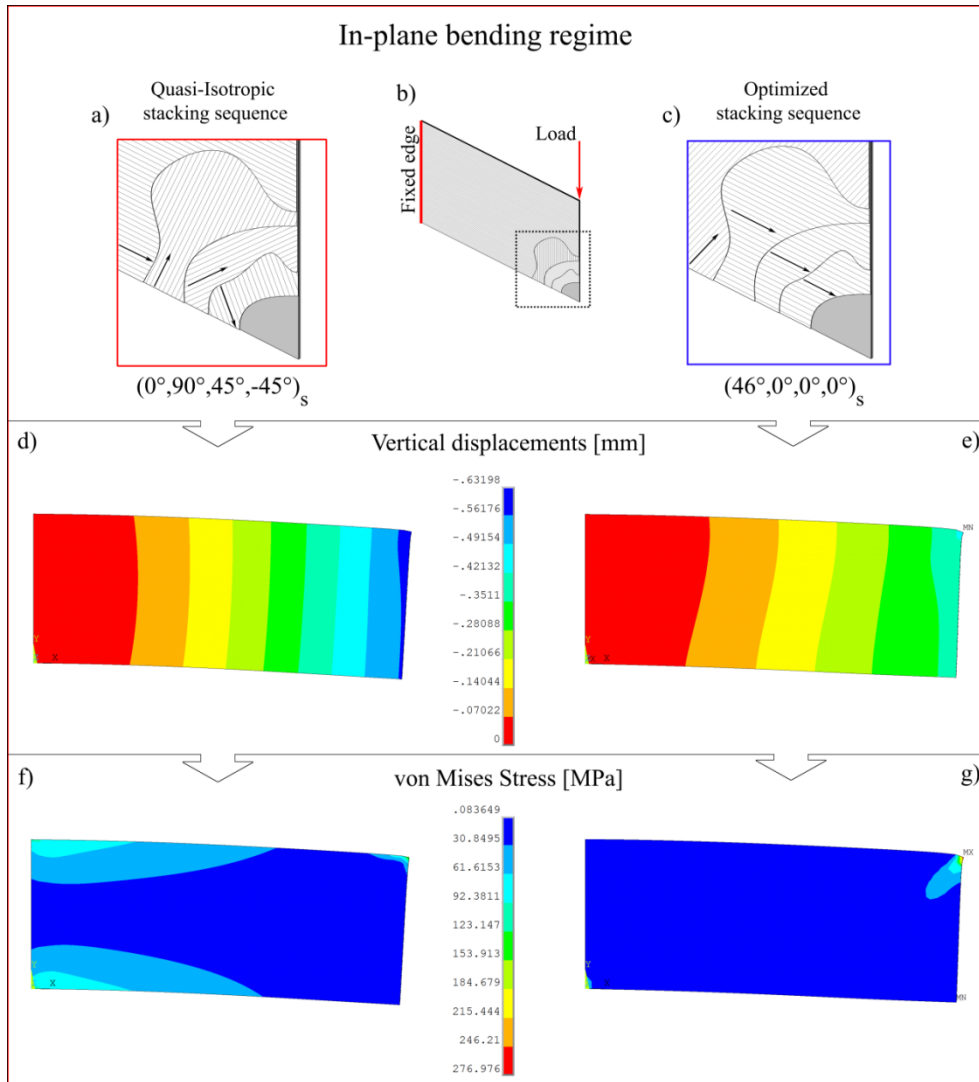 In-plane bending regime
Quasi-Isotropic
stacking sequence
a)
b)
Optimized
stacking sequence
c)
Fixed edge
Load
(0°,90°,45°,-45°)s
(46°,0°,0°,0°)s
d)
Vertical displacements [mm]
e)
-.63198
-.56176
-.49154
-.42132
-.3511
-.28088
-.21066
-.14044
-.07022
0
Y
X
MN
Y
X
f)
von Mises Stress [MPa]
g)
.083649
30.8495
61.6153
92.3811
123.147
153.913
184.679
215.444
246.21
276.976
Y
X
MX
Y
X
MN